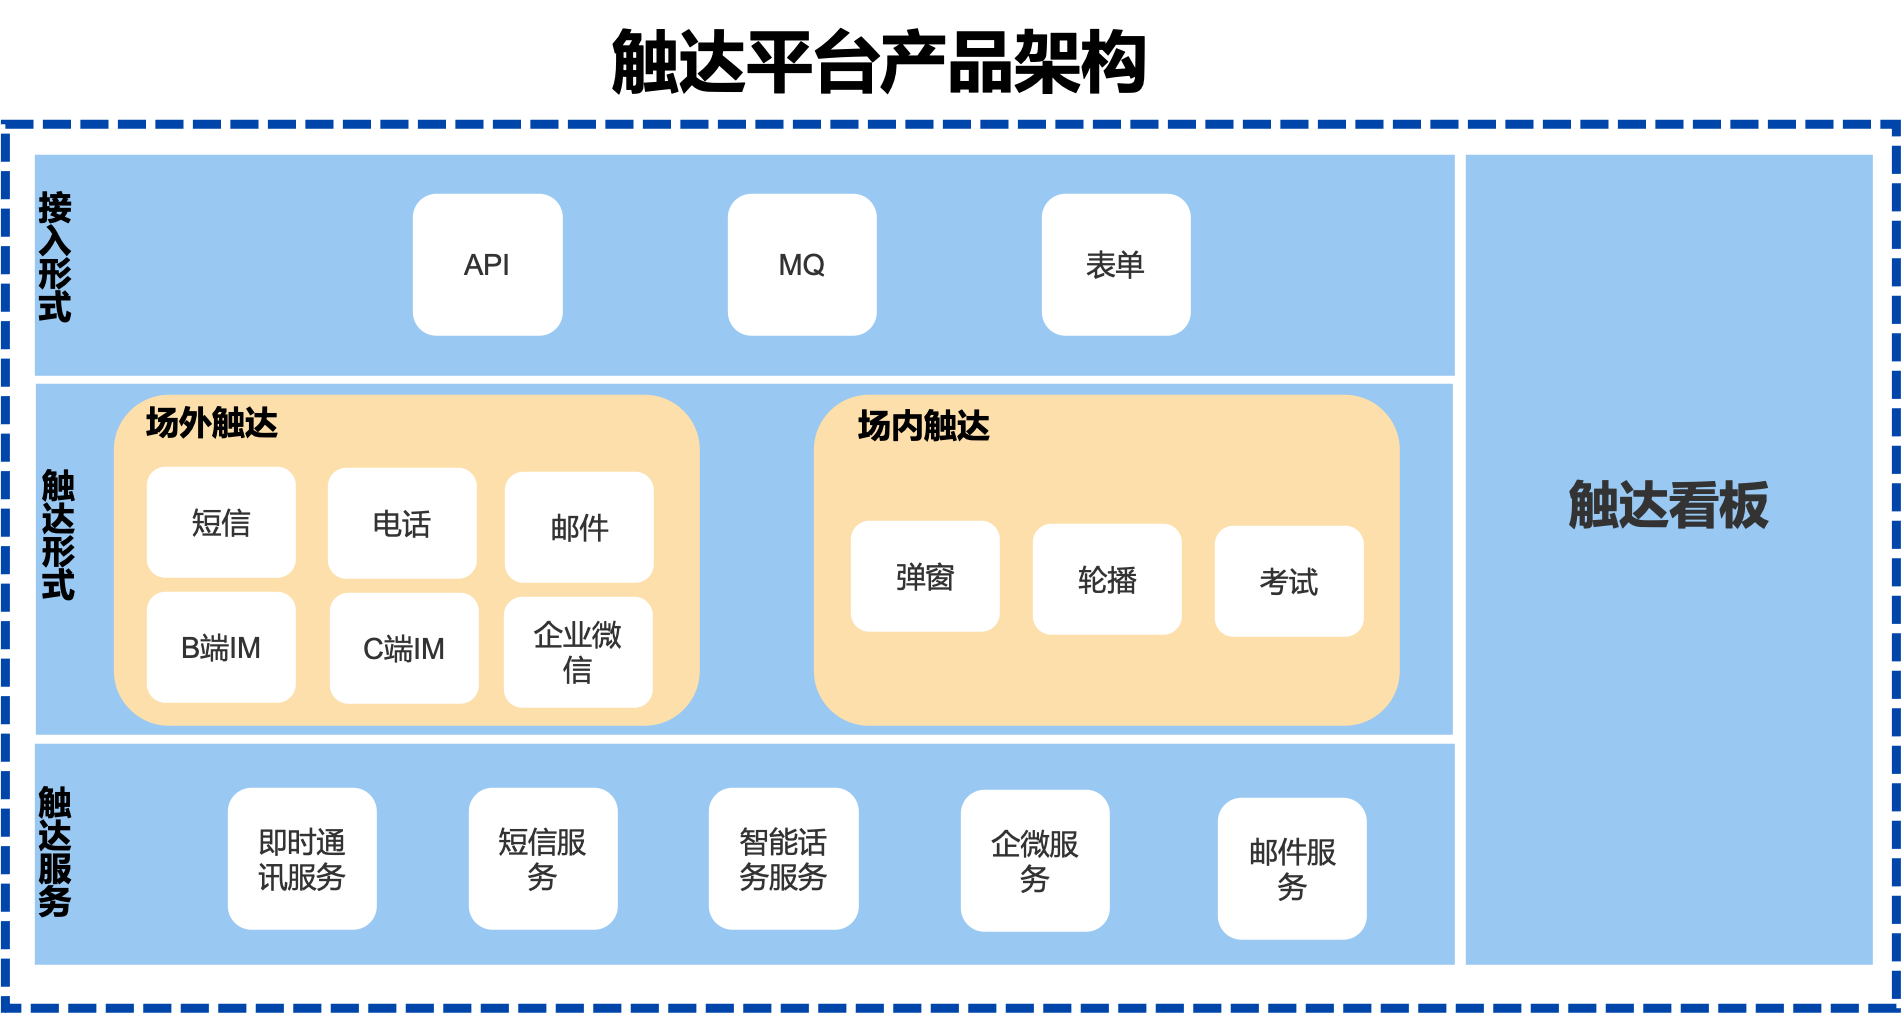 触达平台产品架构
接入形式
API
MQ
表单
触达形式
场外触达
短信
电话
邮件
B端IM
C端IM
企业微
信
场内触达
弹窗
轮播
考试
触达服务
即时通
讯服务
短信服
务
智能话
务服务
企微服
务
邮件服
务
触达看板